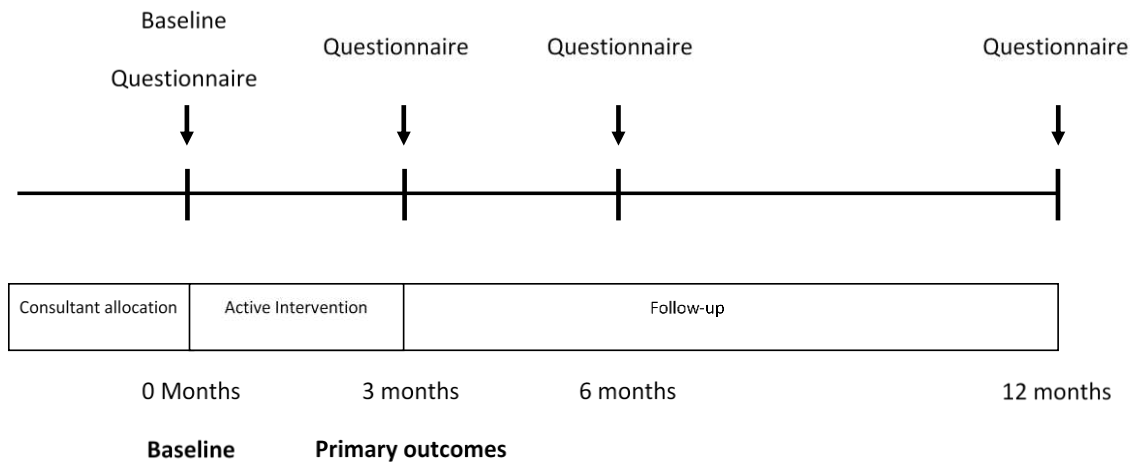 Baseline
Questionnaire
Questionnaire
Questionnaire
Questionnaire
Consultant allocation
Active Intervention
Follow-up
0 Months
3 months
6 months
12 months
Baseline
Primary outcomes